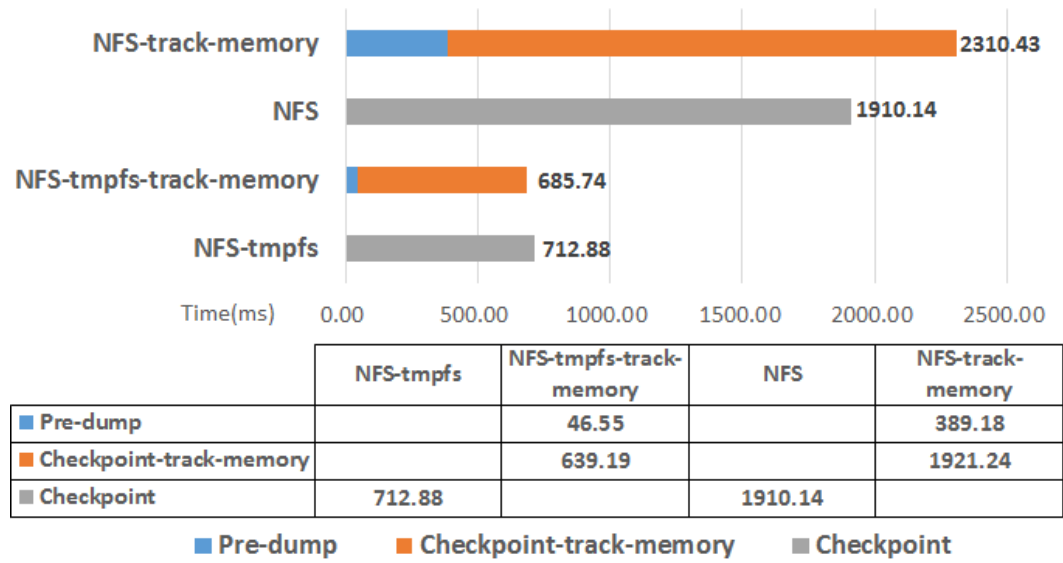 NFS-track-memory 2310.43
NFS 1910.14
NFS-tmpfs-track-memory 685.74
NFS-tmpfs 712.88
Time(ms) 0.00 500.00 1000.00 1500.00 2000.00 2500.00
NFS-tmpfs NFS-tmpfs-track-memory NFS NFS-track-memory
Pre-dump 46.55 389.18
Checkpoint-track-memory 639.19 1921.24
Checkpoint 712.88 1910.14
Pre-dump Checkpoint-track-memory Checkpoint